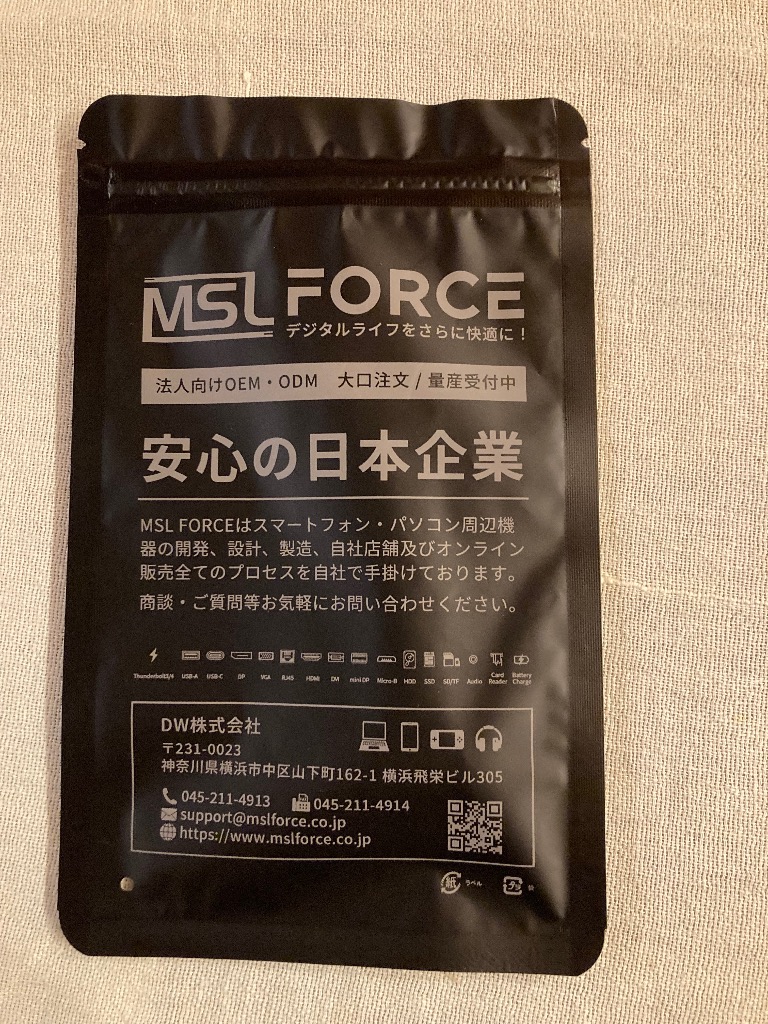 MSL FORCE
デジタルライフをさらに快適に！
法人向けOEM・ODM 大口注文 / 量産受付中
安心の日本企業
MSL FORCEはスマートフォン・パソコン周辺機
器の開発、設計、製造、自社店舗及びオンライン
販売全てのプロセスを自社で手掛けております。
商談・ご質問等お気軽にお問い合わせください。
Thunderbolt3/4 USB-A USB-C DP VGA RJ45 HDMI DVI mini DP Micro-B HDD SSD SD/TF Audio Card Reader Battery Charge
DW株式会社
〒231-0023
神奈川県横浜市中区山下町162-1 横浜飛栄ビル305
045-211-4913 045-211-4914
support@mslforce.co.jp
https://www.mslforce.co.jp
紙 ラベル プラ 袋